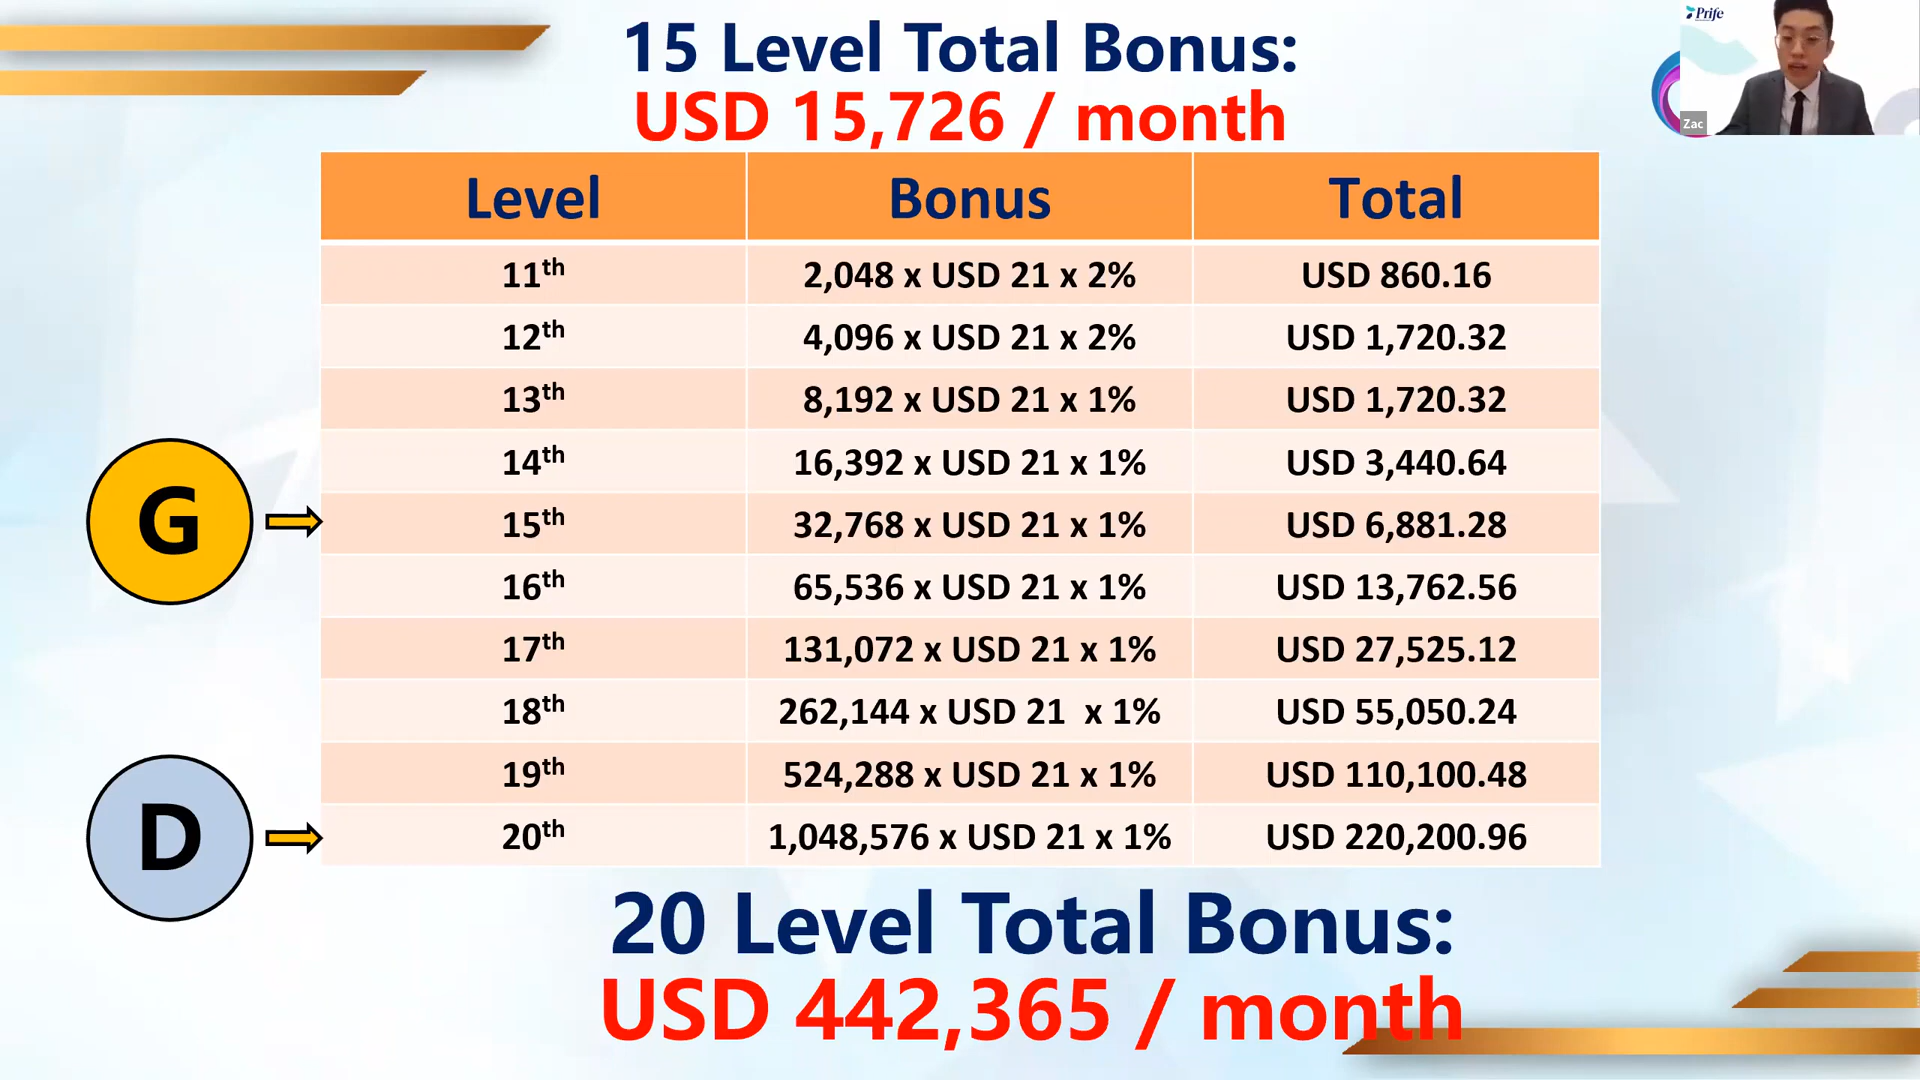 15 Level Total Bonus:
USD 15,726 / month
Prife
Zac
Level Bonus Total
11th 2,048 x USD 21 x 2% USD 860.16
12th 4,096 x USD 21 x 2% USD 1,720.32
13th 8,192 x USD 21 x 1% USD 1,720.32
14th 16,392 x USD 21 x 1% USD 3,440.64
G
15th 32,768 x USD 21 x 1% USD 6,881.28
16th 65,536 x USD 21 x 1% USD 13,762.56
17th 131,072 x USD 21 x 1% USD 27,525.12
18th 262,144 x USD 21 x 1% USD 55,050.24
19th 524,288 x USD 21 x 1% USD 110,100.48
D
20th 1,048,576 x USD 21 x 1% USD 220,200.96
20 Level Total Bonus:
USD 442,365 / month